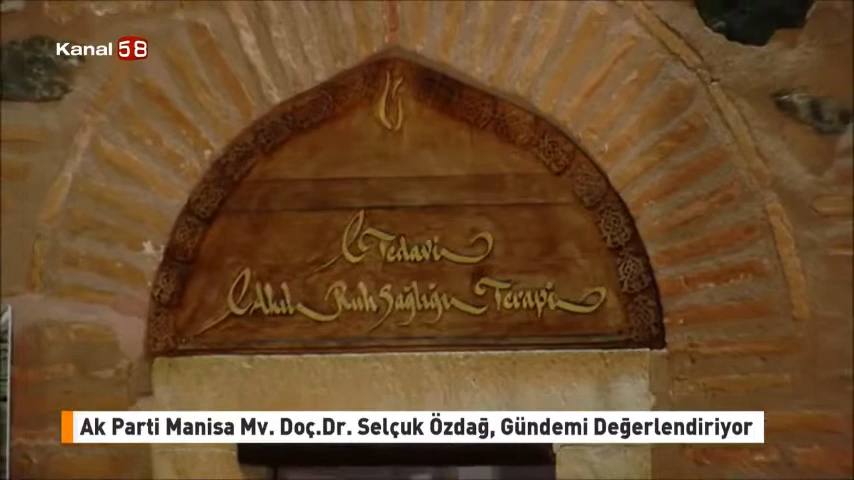 Kanal 58
Tedavi
Akıl Ruh Sağlığı Terapi
Ak Parti Manisa Mv. Doç.Dr. Selçuk Özdağ, Gündemi Değerlendiriyor